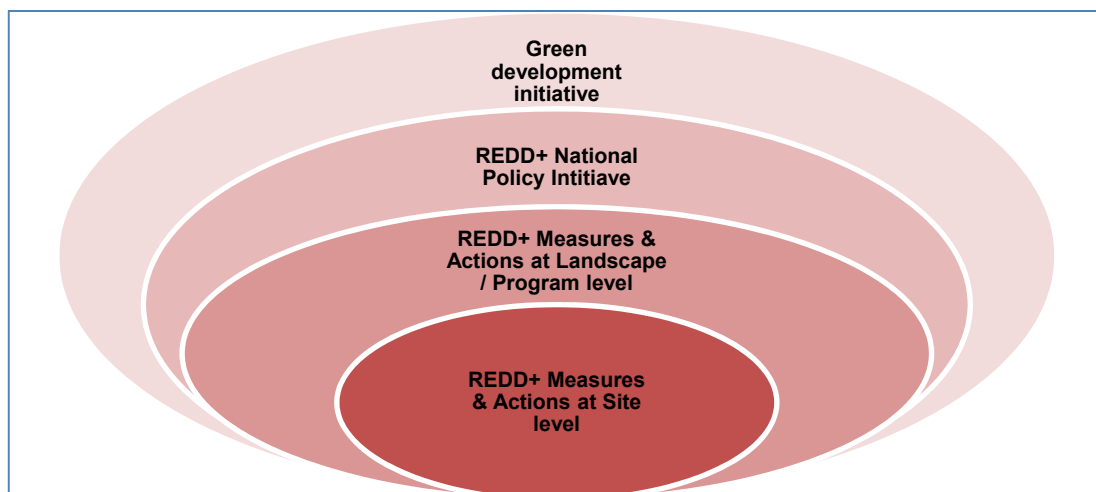 Green
development
initiative
REDD+ National
Policy Intitiave
REDD+ Measures &
Actions at Landscape
/ Program level
REDD+ Measures
& Actions at Site
level